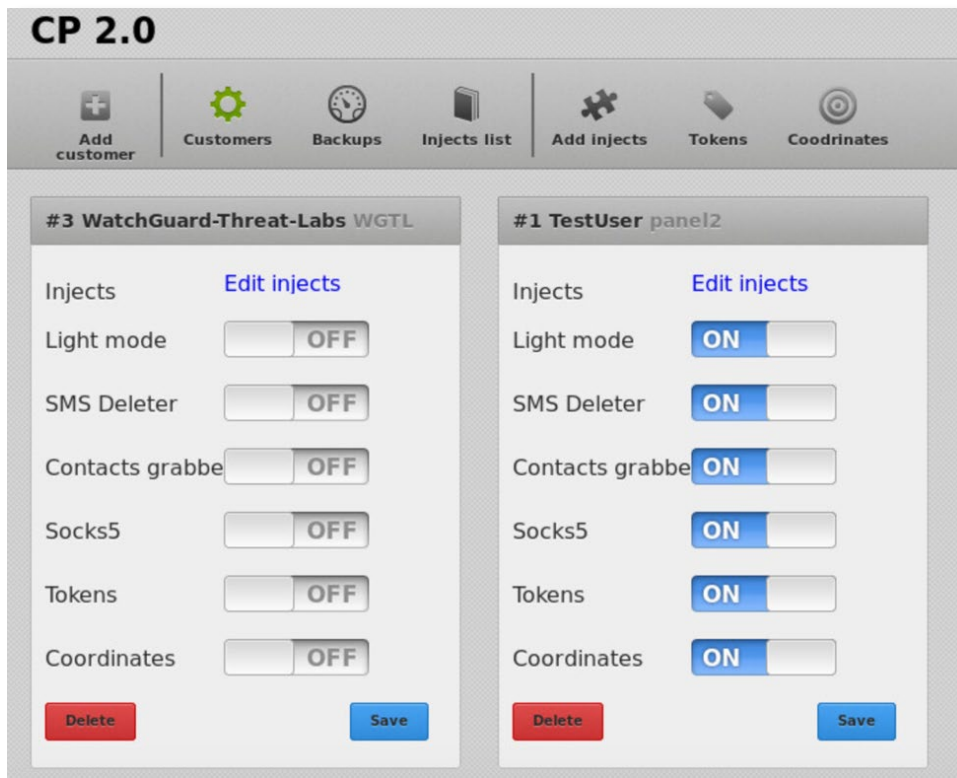 CP 2.0
Add customer
Customers
Backups
Injects list
Add injects
Tokens
Coodrinates
#3 WatchGuard-Threat-Labs WGTL
Injects Edit injects
Light mode OFF
SMS Deleter OFF
Contacts grabbe OFF
Socks5 OFF
Tokens OFF
Coordinates OFF
Delete Save
#1 TestUser panel2
Injects Edit injects
Light mode ON
SMS Deleter ON
Contacts grabbe ON
Socks5 ON
Tokens ON
Coordinates ON
Delete Save